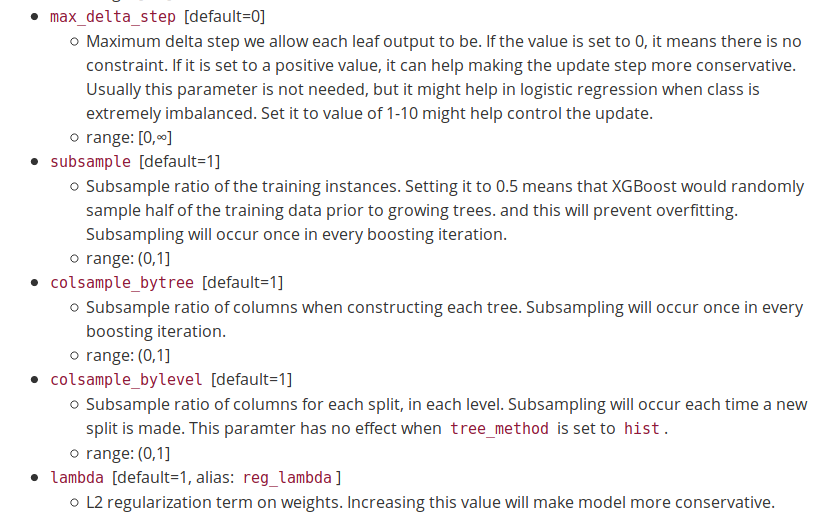 max_delta_step [default=0]
Maximum delta step we allow each leaf output to be. If the value is set to 0, it means there is no
constraint. If it is set to a positive value, it can help making the update step more conservative.
Usually this parameter is not needed, but it might help in logistic regression when class is
extremely imbalanced. Set it to value of 1-10 might help control the update.
range: [0,∞]
subsample [default=1]
Subsample ratio of the training instances. Setting it to 0.5 means that XGBoost would randomly
sample half of the training data prior to growing trees. and this will prevent overfitting.
Subsampling will occur once in every boosting iteration.
range: (0,1]
colsample_bytree [default=1]
Subsample ratio of columns when constructing each tree. Subsampling will occur once in every
boosting iteration.
range: (0,1]
colsample_bylevel [default=1]
Subsample ratio of columns for each split, in each level. Subsampling will occur each time a new
split is made. This paramter has no effect when tree_method is set to hist.
range: (0,1]
lambda [default=1, alias: reg_lambda]
L2 regularization term on weights. Increasing this value will make model more conservative.